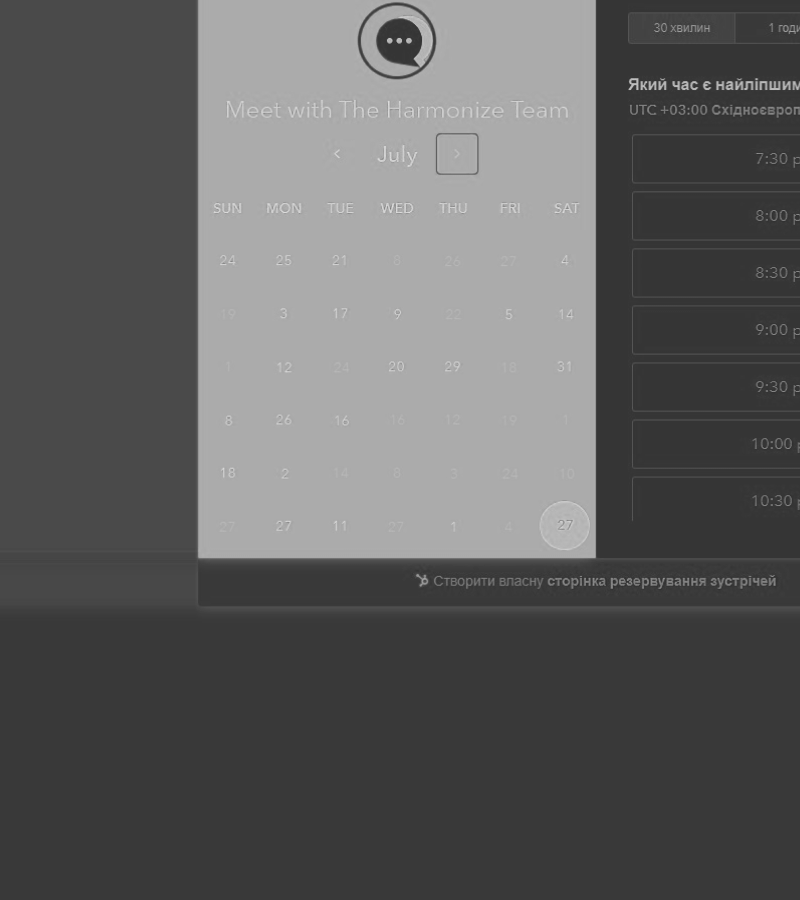 Meet with The Harmonize Team
July
SUN MON TUE WED THU FRI SAT
24 25 21 8 26 27 4
19 3 17 9 22 5 14
1 12 24 20 29 18 31
8 26 16 16 12 19 1
18 2 14 8 3 24 10
27 27 11 27 1 4 27
30 хвилин
Який час є найліпшим
UTC +03:00
7:30
8:00
8:30
9:00
9:30
10:00
10:30
Створити власну сторінка резервування зустрічей